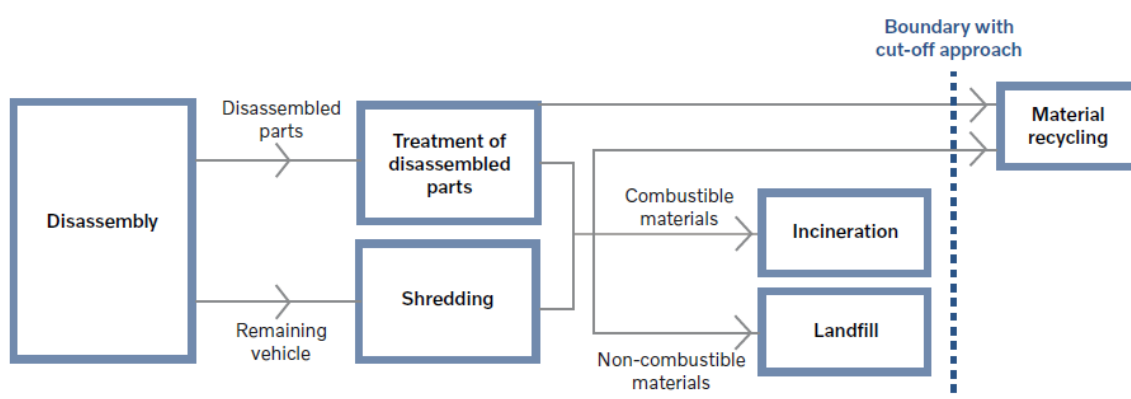 Boundary with
cut-off approach
Disassembled
parts
Treatment of
disassembled
parts
Material
recycling
Disassembly
Combustible
materials
Incineration
Shredding
Remaining
vehicle
Landfill
Non-combustible
materials